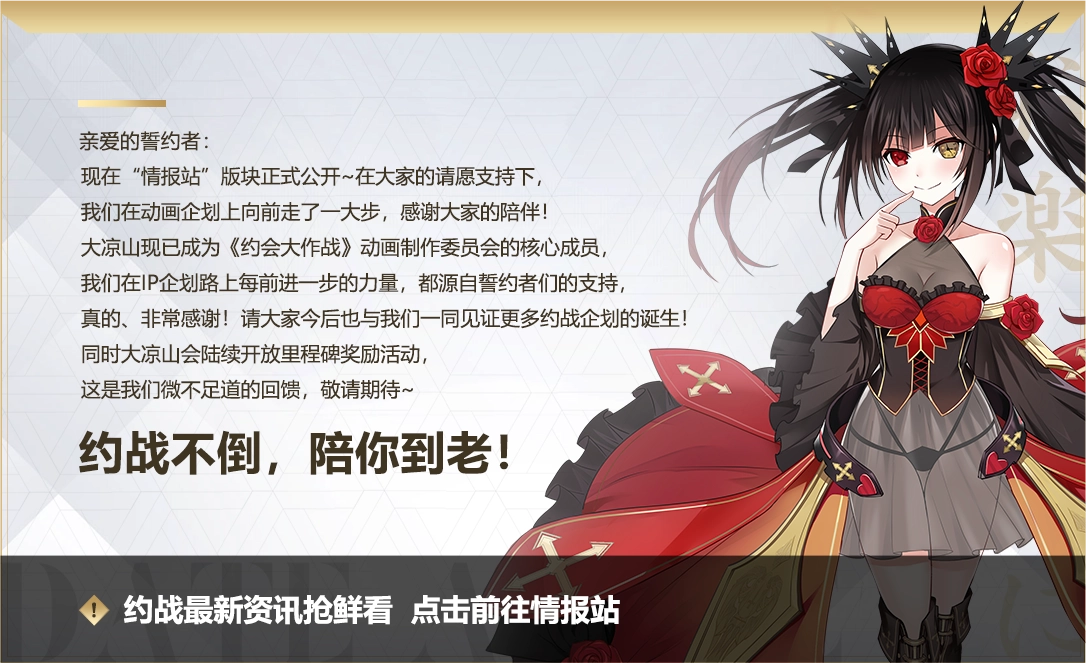 亲爱的誓约者：
现在“情报站”版块正式公开~在大家的请愿支持下，
我们在动画企划上向前走了一大步，感谢大家的陪伴！
大凉山现已成为《约会大作战》动画制作委员会的核心成员，
我们在IP企划路上每前进一步的力量，都源自誓约者们的支持，
真的、非常感谢！请大家今后也与我们一同见证更多约战企划的诞生！
同时大凉山会陆续开放里程碑奖励活动，
这是我们微不足道的回馈，敬请期待~
约战不倒，陪你到老！
楽
DATE A
约战最新资讯抢鲜看 点击前往情报站